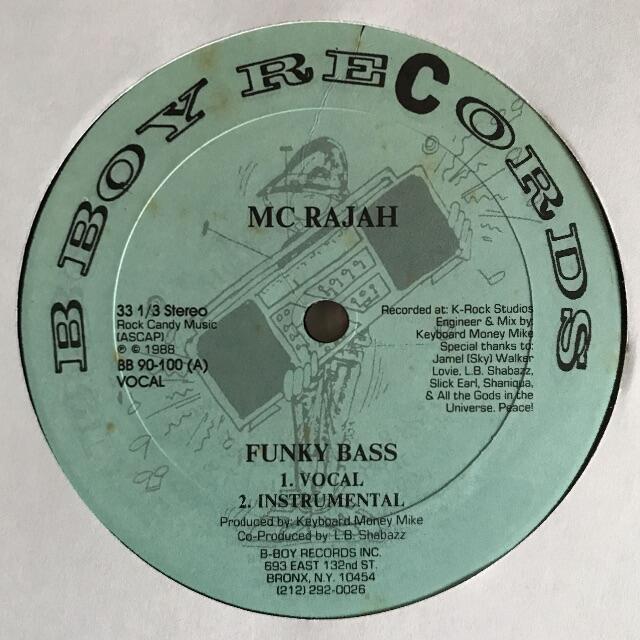 B BOY RECORDS
MC RAJAH
33 1/3 Stereo
Rock Candy Music
(ASCAP)
℗ © 1988
BB 90-100 (A)
VOCAL
Recorded at: K-Rock Studios
Engineer & Mix by
Keyboard Money Mike
Special thanks to:
Jamel (Sky) Walker
Lovie, L.B. Shabazz,
Slick Earl, Shaniqua,
& All the Gods in the
Universe. Peace!
FUNKY BASS
1. VOCAL
2. INSTRUMENTAL
Produced by: Keyboard Money Mike
Co-Produced by: L.B. Shabazz
B-BOY RECORDS INC.
693 EAST 132nd ST.
BRONX, N.Y. 10454
(212) 292-0026